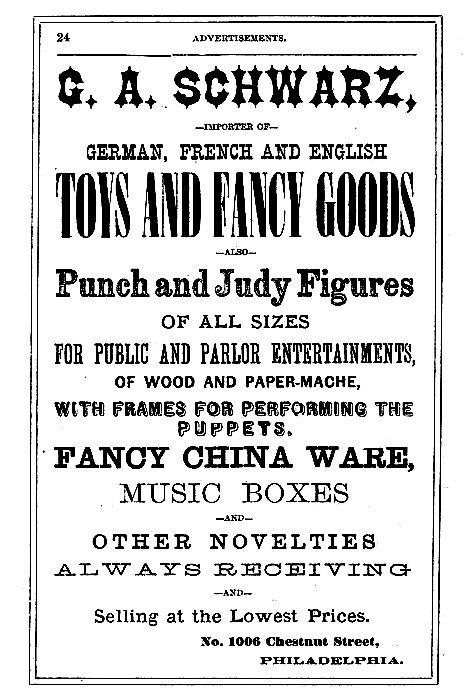 24 ADVERTISEMENTS.
G. A. SCHWARZ,
—IMPORTER OF—
GERMAN, FRENCH AND ENGLISH
TOYS AND FANCY GOODS
—ALSO—
Punch and Judy Figures
OF ALL SIZES
FOR PUBLIC AND PARLOR ENTERTAINMENTS,
OF WOOD AND PAPER-MACHE,
WITH FRAMES FOR PERFORMING THE
PUPPETS.
FANCY CHINA WARE,
MUSIC BOXES
—AND—
OTHER NOVELTIES
ALWAYS RECEIVING
—AND—
Selling at the Lowest Prices.
No. 1006 Chestnut Street,
PHILADELPHIA.